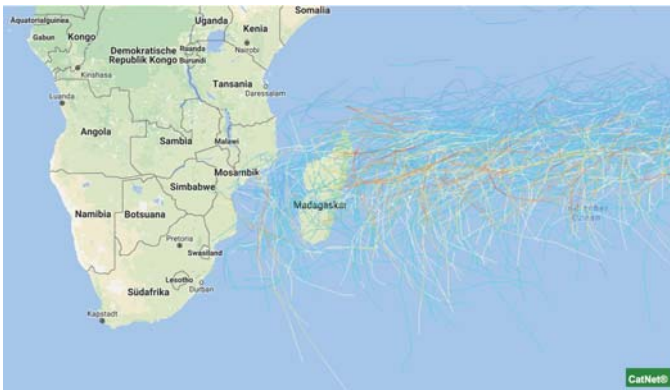 Somalia
Äquatorialguinea
Uganda
Kenia
Gabun
Kongo
Ruanda
Nairobi
Demokratische
Republik Kongo
Burundi
Kinshasa
Tansania
Daressalam
Luanda
Angola
Sambia
Malawi
Mosambik
Simbabwe
Madagaskar
Namibia
Botsuana
Pretoria
Swasiland
Lesotho
Durban
Südafrika
Kapstadt
CatNet®